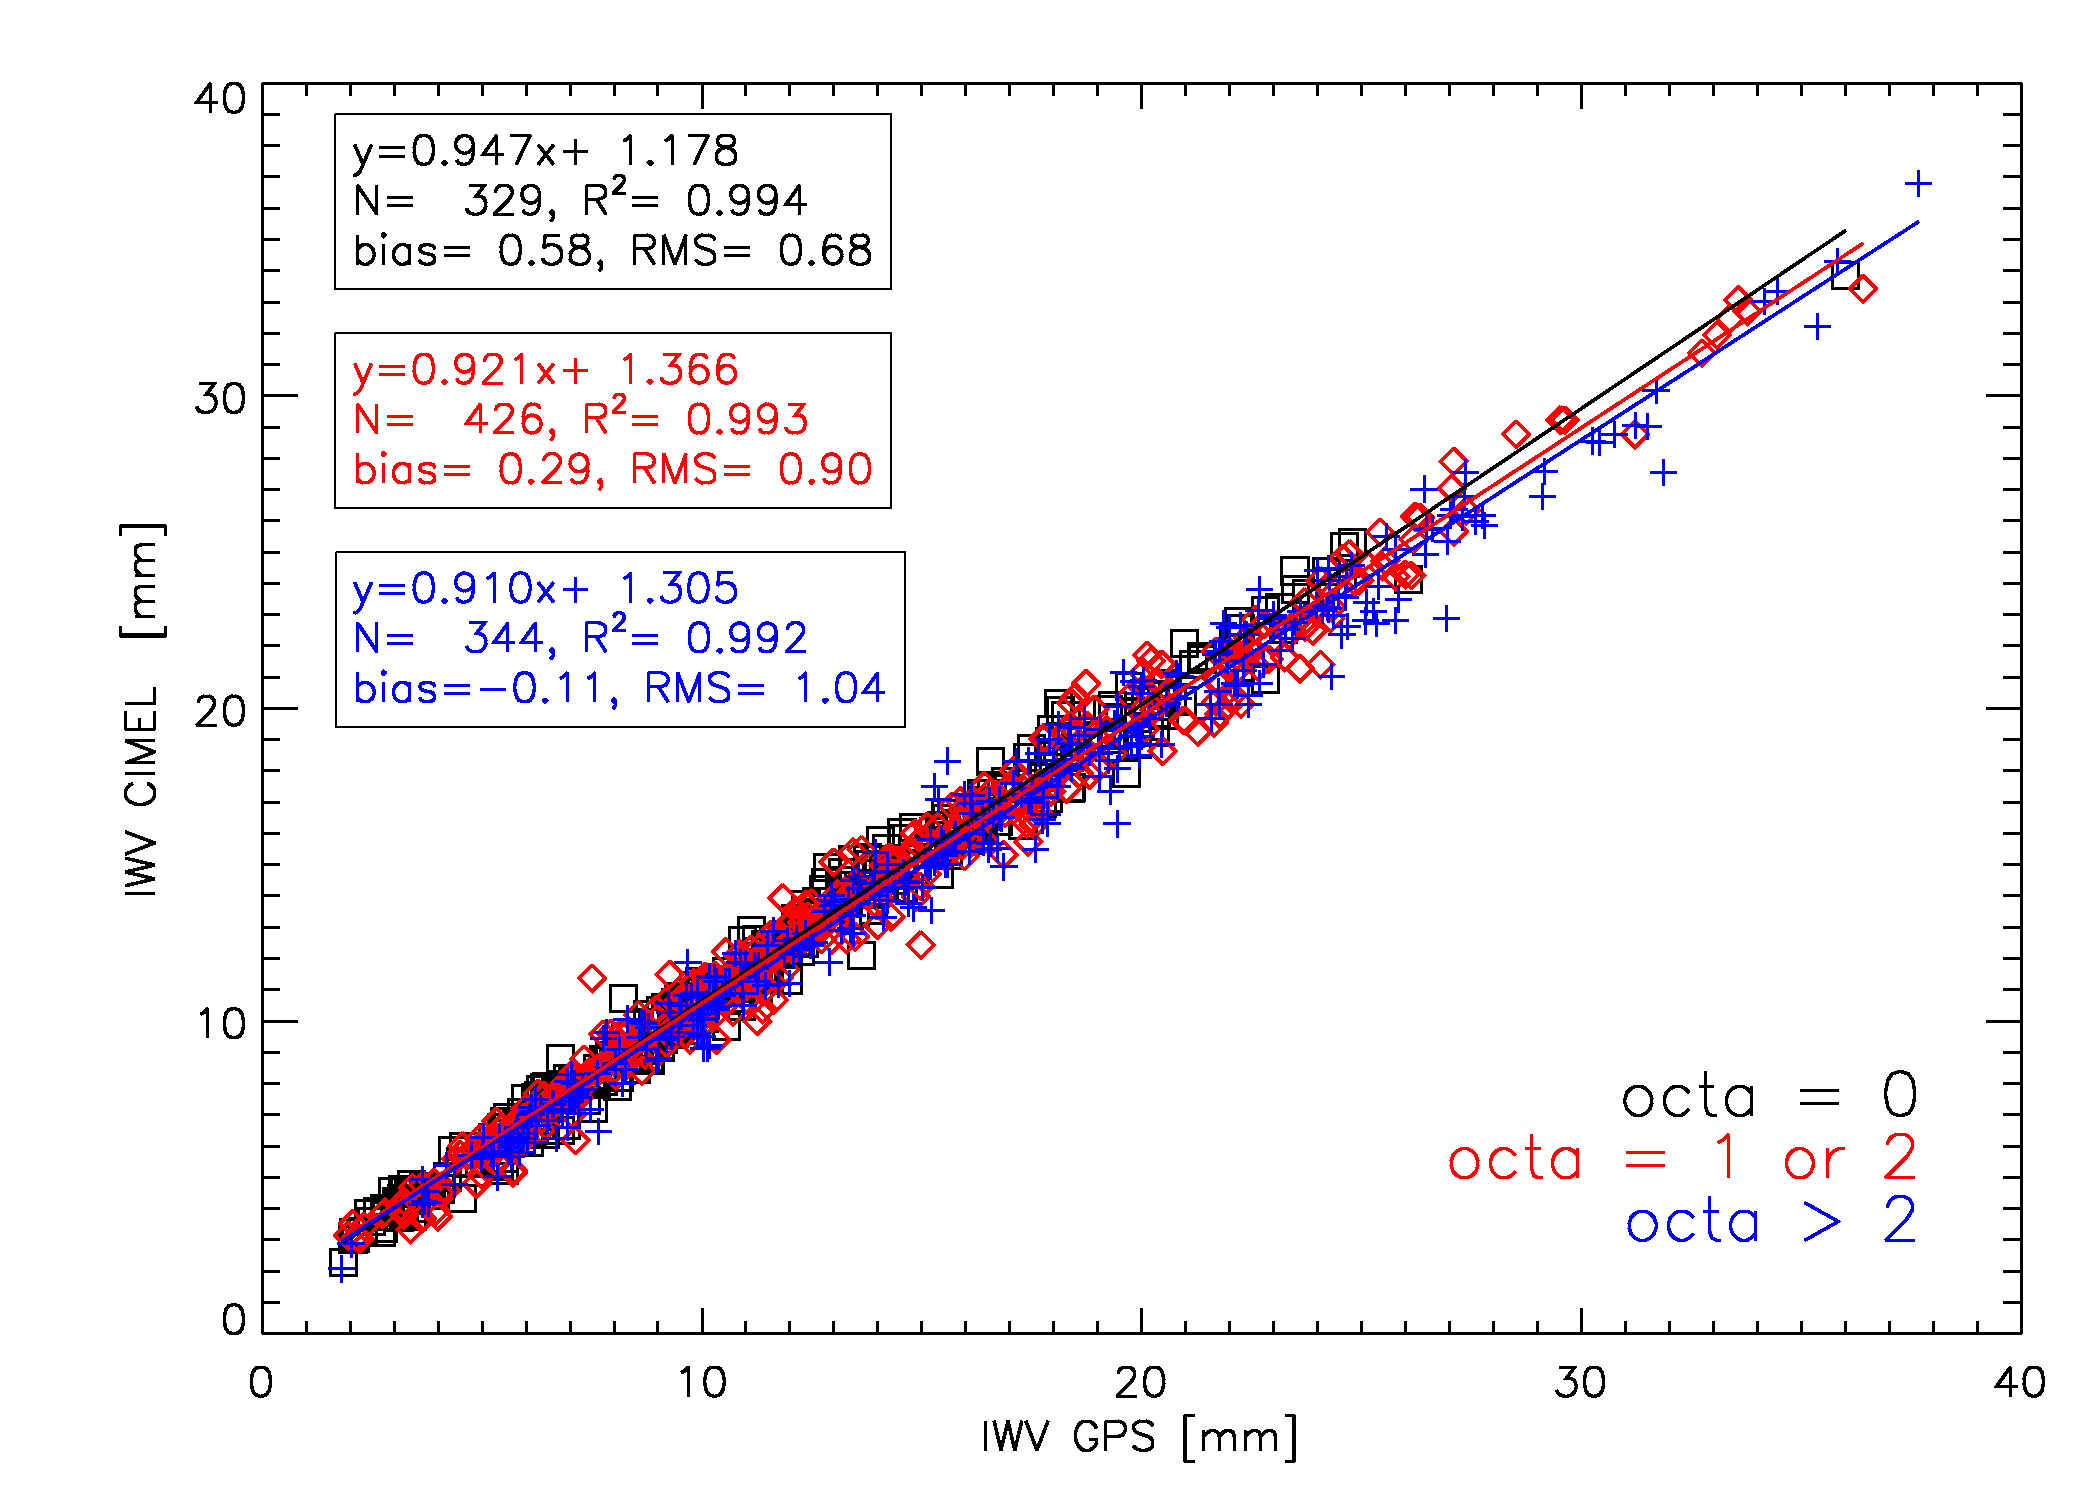 40
30
20
10
0
IWV CIMEL [mm]
y=0.947x+ 1.178
N= 329, R²= 0.994
bias= 0.58, RMS= 0.68
y=0.921x+ 1.366
N= 426, R²= 0.993
bias= 0.29, RMS= 0.90
y=0.910x+ 1.305
N= 344, R²= 0.992
bias=-0.11, RMS= 1.04
octa = 0
octa = 1 or 2
octa > 2
0 10 20 30 40
IWV GPS [mm]